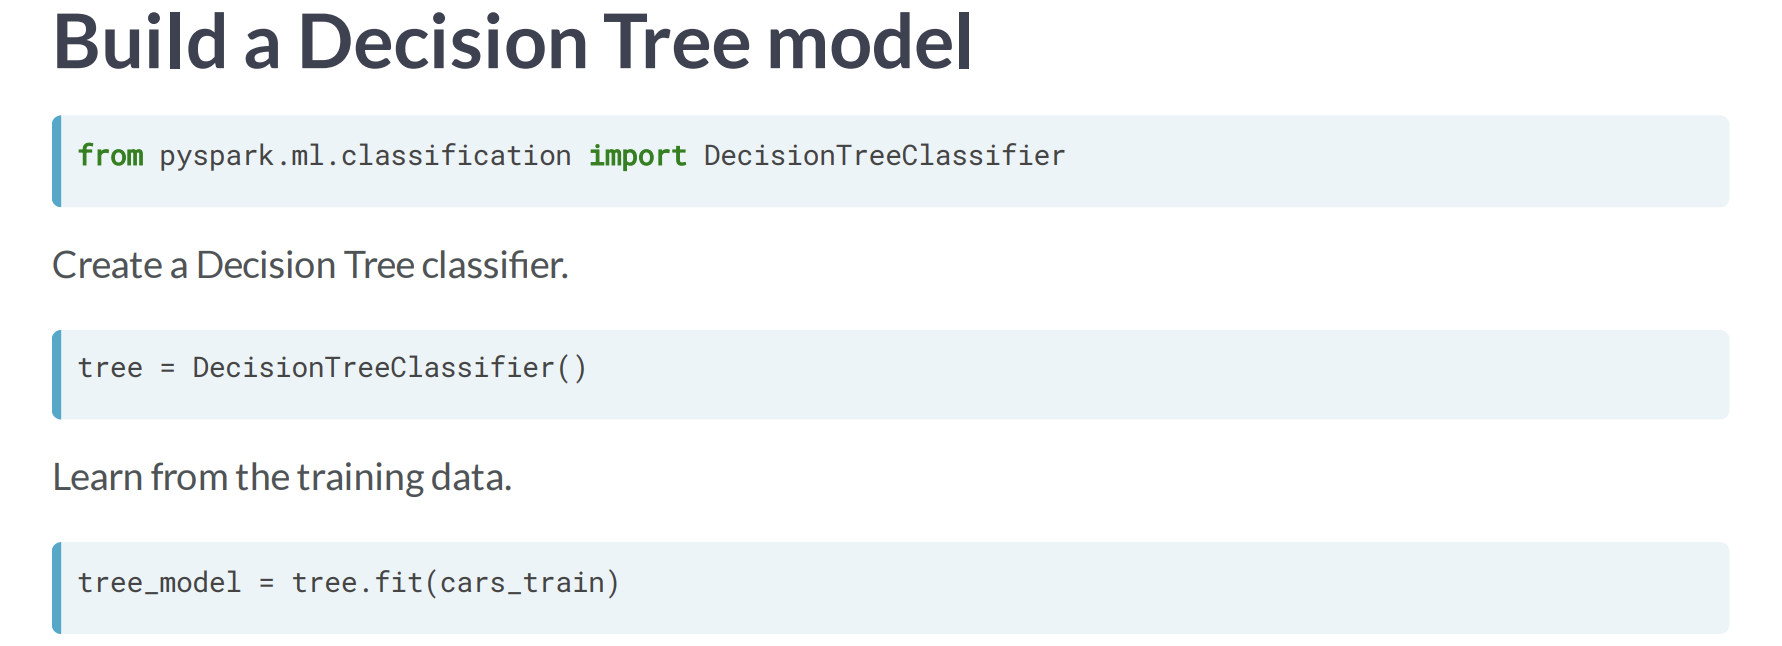 Build a Decision Tree model
from pyspark.ml.classification import DecisionTreeClassifier
Create a Decision Tree classifier.
tree = DecisionTreeClassifier()
Learn from the training data.
tree_model = tree.fit(cars_train)